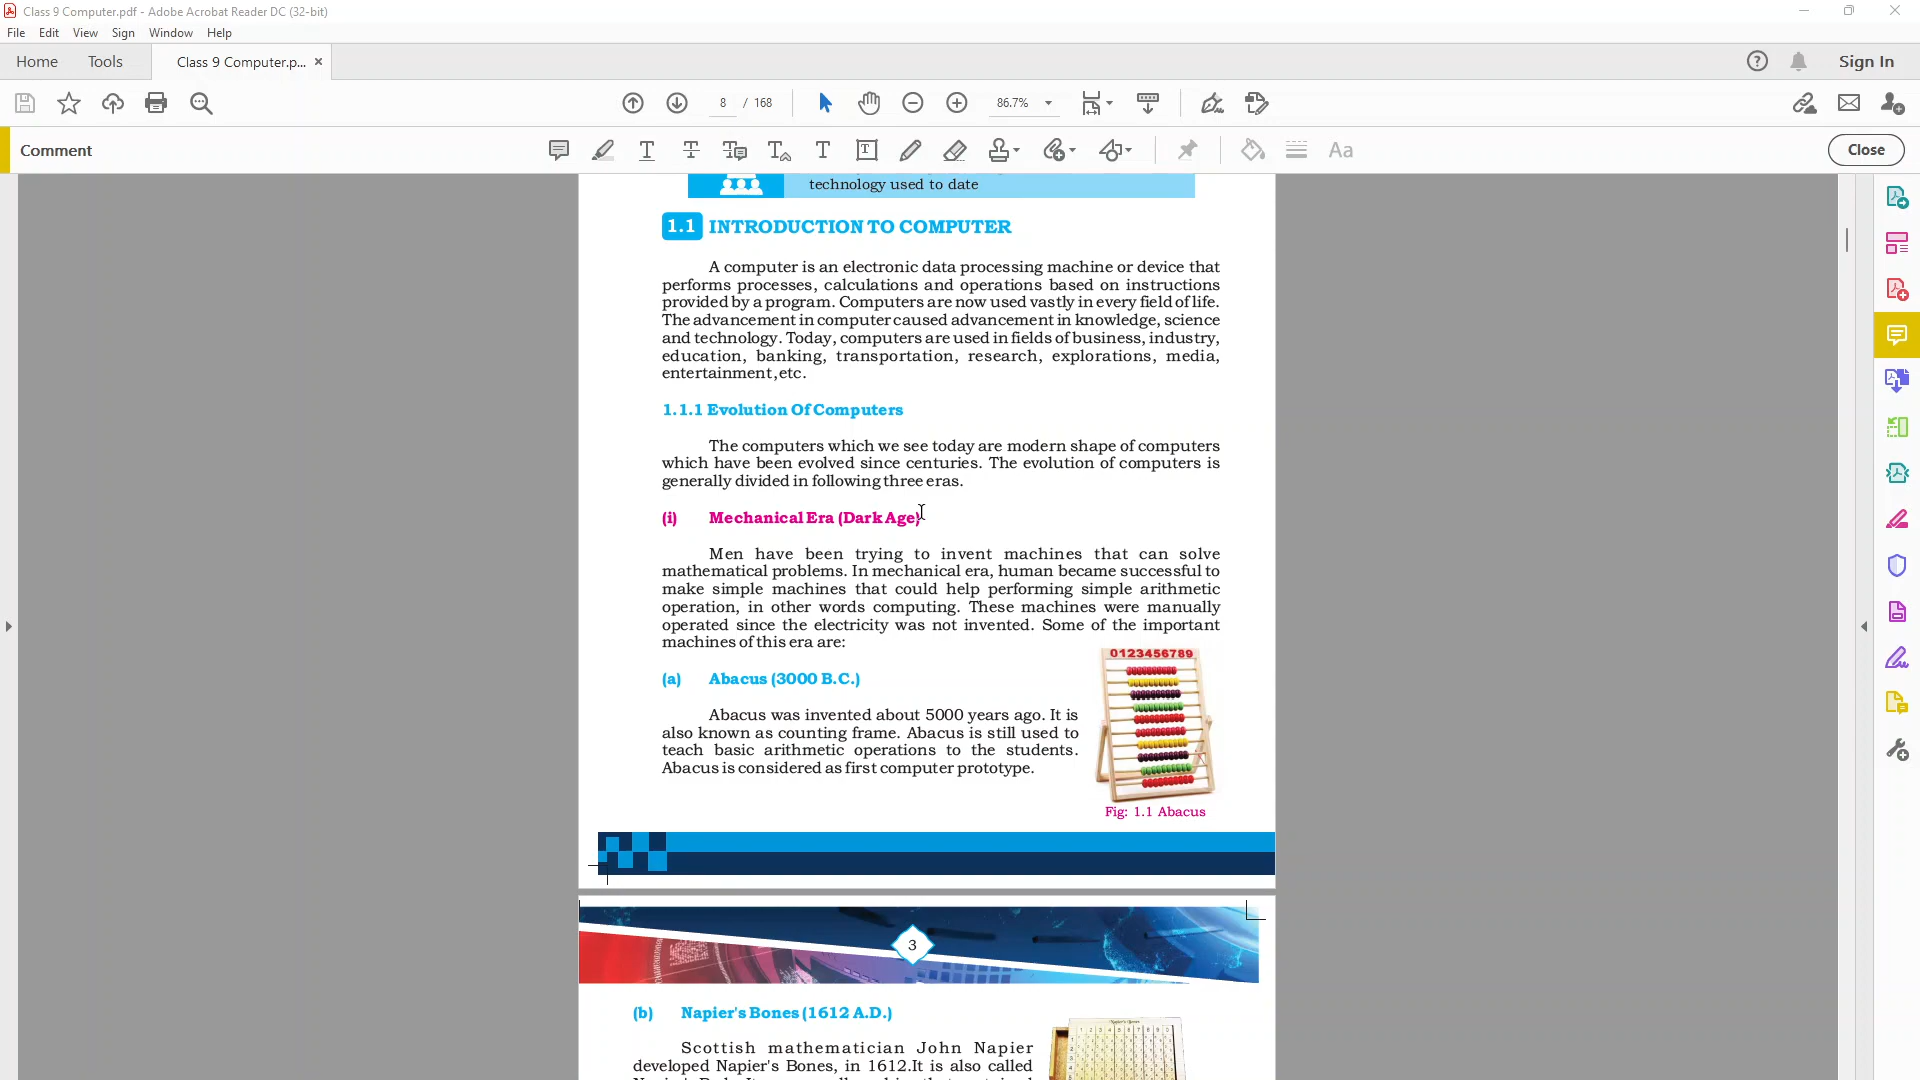 Class 9 Computer.pdf - Adobe Acrobat Reader DC (32-bit)
File Edit View Sign Window Help
Home Tools Class 9 Computer.p... × Sign In
8 / 168 86.7%
Comment Close
technology used to date
1.1 INTRODUCTION TO COMPUTER
A computer is an electronic data processing machine or device that
performs processes, calculations and operations based on instructions
provided by a program. Computers are now used vastly in every field of life.
The advancement in computer caused advancement in knowledge, science
and technology. Today, computers are used in fields of business, industry,
education, banking, transportation, research, explorations, media,
entertainment, etc.
1.1.1 Evolution Of Computers
The computers which we see today are modern shape of computers
which have been evolved since centuries. The evolution of computers is
generally divided in following three eras.
(i) Mechanical Era (Dark Age)
Men have been trying to invent machines that can solve
mathematical problems. In mechanical era, human became successful to
make simple machines that could help performing simple arithmetic
operation, in other words computing. These machines were manually
operated since the electricity was not invented. Some of the important
machines of this era are:
0123456789
(a) Abacus (3000 B.C.)
Abacus was invented about 5000 years ago. It is
also known as counting frame. Abacus is still used to
teach basic arithmetic operations to the students.
Abacus is considered as first computer prototype.
Fig: 1.1 Abacus
3
(b) Napier's Bones (1612 A.D.)
Scottish mathematician John Napier
developed Napier's Bones, in 1612.It is also called